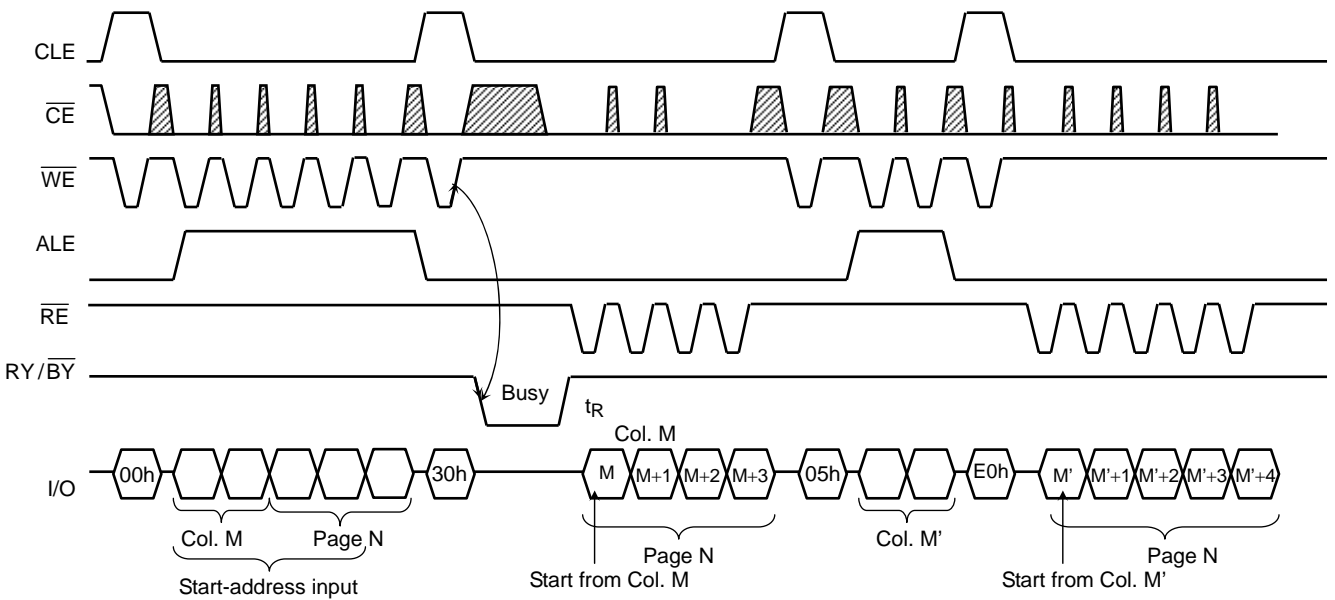 CLE
CE
WE
ALE
RE
RY/BY
Busy
tR
Col. M
I/O
00h
30h
M
M+1
M+2
M+3
05h
E0h
M'
M'+1
M'+2
M'+3
M'+4
Col. M
Page N
Col. M'
Page N
Page N
Start-address input
Start from Col. M
Start from Col. M'